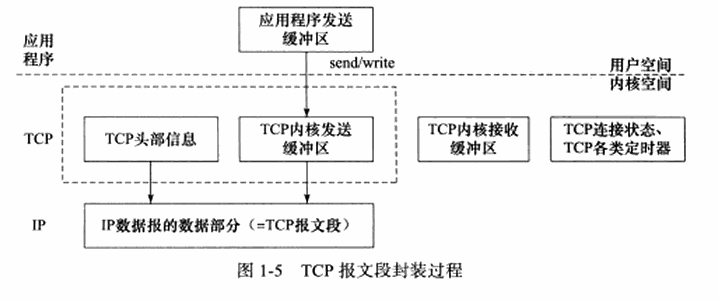 应用程序发送
缓冲区
应用
程序
send/write
用户空间
内核空间
TCP
TCP头部信息
TCP内核发送
缓冲区
TCP内核接收
缓冲区
TCP连接状态、
TCP各类定时器
IP
IP数据报的数据部分（=TCP报文段）
图 1-5 TCP 报文段封装过程